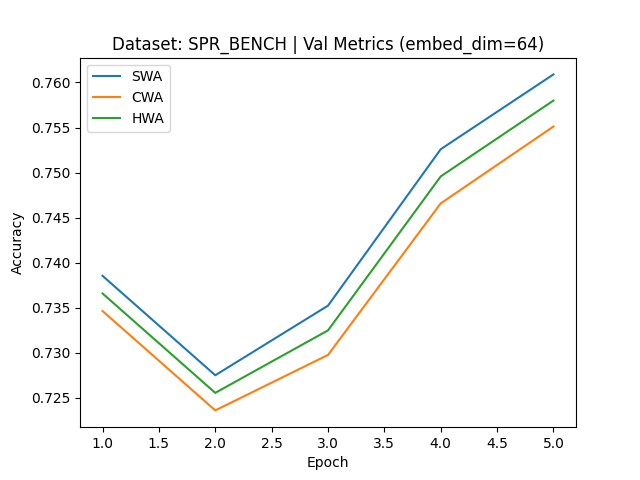 Dataset: SPR_BENCH | Val Metrics (embed_dim=64)
SWA
CWA
HWA
Accuracy
0.760
0.755
0.750
0.745
0.740
0.735
0.730
0.725
1.0 1.5 2.0 2.5 3.0 3.5 4.0 4.5 5.0
Epoch